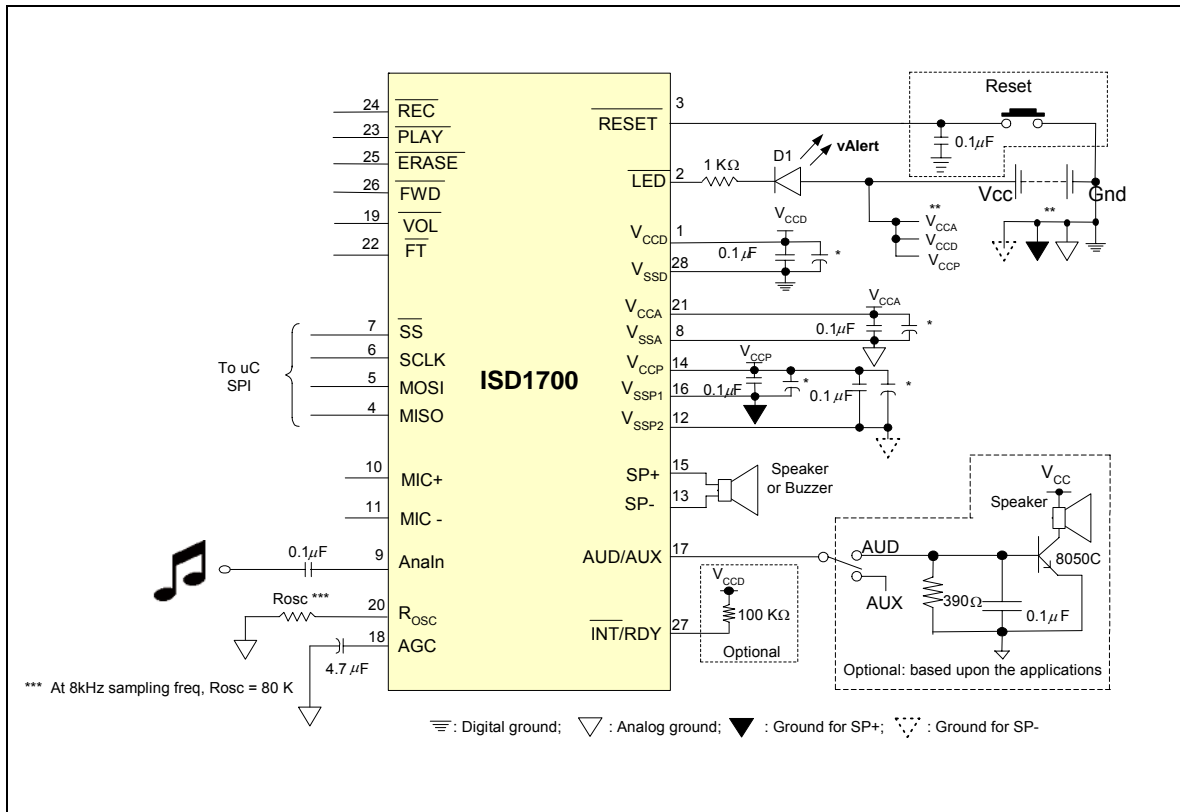 Reset
3
24 REC RESET
0.1μF
23 PLAY
D1 vAlert
25 ERASE
1 KΩ
26 FWD LED 2
Vcc Gnd
19 VOL
** **
VCCA
VCCD
VCCP
22 FT
VCCD
VCCD 1
0.1μF *
VSSD 28
VCCA
VCCA 21
0.1μF *
VSSA 8
7 SS
6 SCLK
5 MOSI
4 MISO
To uC
SPI
ISD1700
VCCP
VCCP 14
0.1μF * 0.1μF *
VSSP1 16
VSSP2 12
10 MIC+
11 MIC -
SP+ 15
SP- 13
Speaker
or Buzzer
VCC
Speaker
0.1μF 9 AnaIn
AUD/AUX 17
AUD
AUX
8050C
390Ω
0.1μF
Rosc *** 20 ROSC
VCCD
100 KΩ
INT/RDY 27
Optional
18 AGC
4.7 μF
Optional: based upon the applications
*** At 8kHz sampling freq, Rosc = 80 K
: Digital ground; : Analog ground; : Ground for SP+; : Ground for SP-